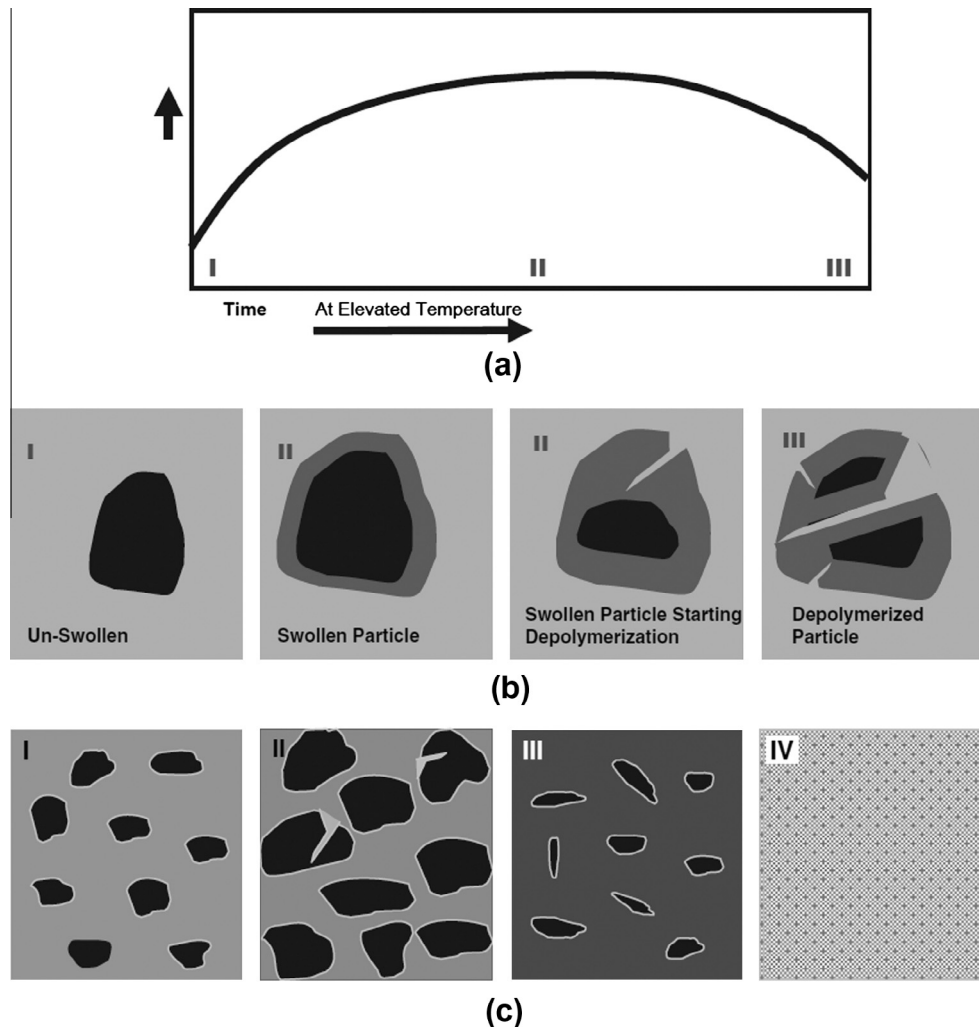 I
II
III
Time
At Elevated Temperature
(a)
I
Un-Swollen
II
Swollen Particle
II
Swollen Particle Starting
Depolymerization
III
Depolymerized
Particle
(b)
I
II
III
IV
(c)